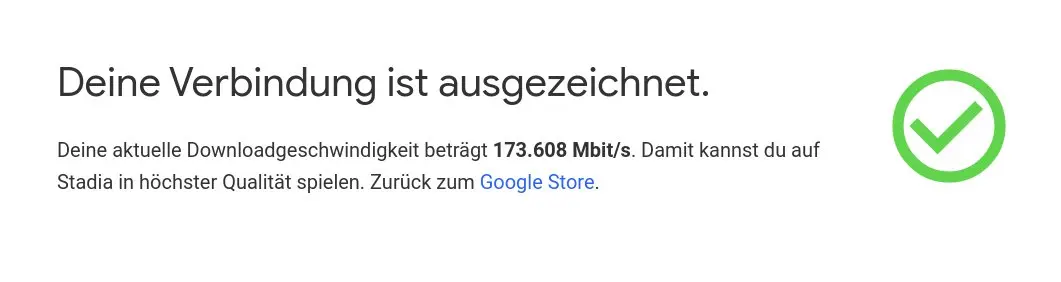 Deine Verbindung ist ausgezeichnet.
Deine aktuelle Downloadgeschwindigkeit beträgt 173.608 Mbit/s. Damit kannst du auf
Stadia in höchster Qualität spielen. Zurück zum Google Store.